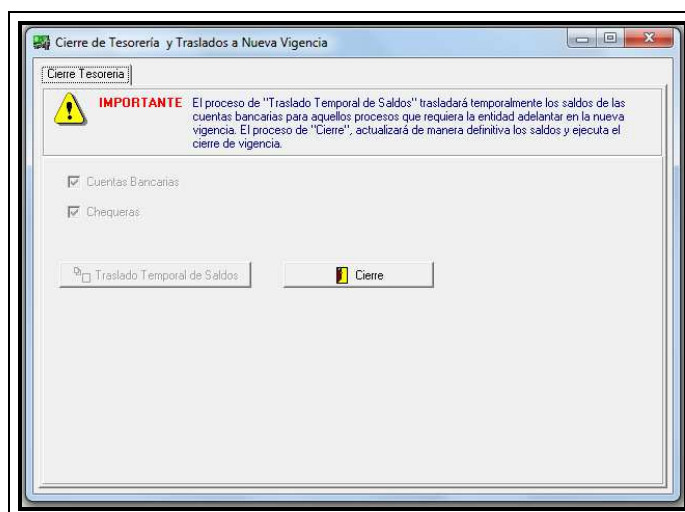 Cierre de Tesorería y Traslados a Nueva Vigencia
Cierre Tesoreria
IMPORTANTE El proceso de "Traslado Temporal de Saldos" trasladará temporalmente los saldos de las
cuentas bancarias para aquellos procesos que requiera la entidad adelantar en la nueva
vigencia. El proceso de "Cierre", actualizará de manera definitiva los saldos y ejecuta el
cierre de vigencia.
Cuentas Bancarias
Chequeras
Traslado Temporal de Saldos Cierre